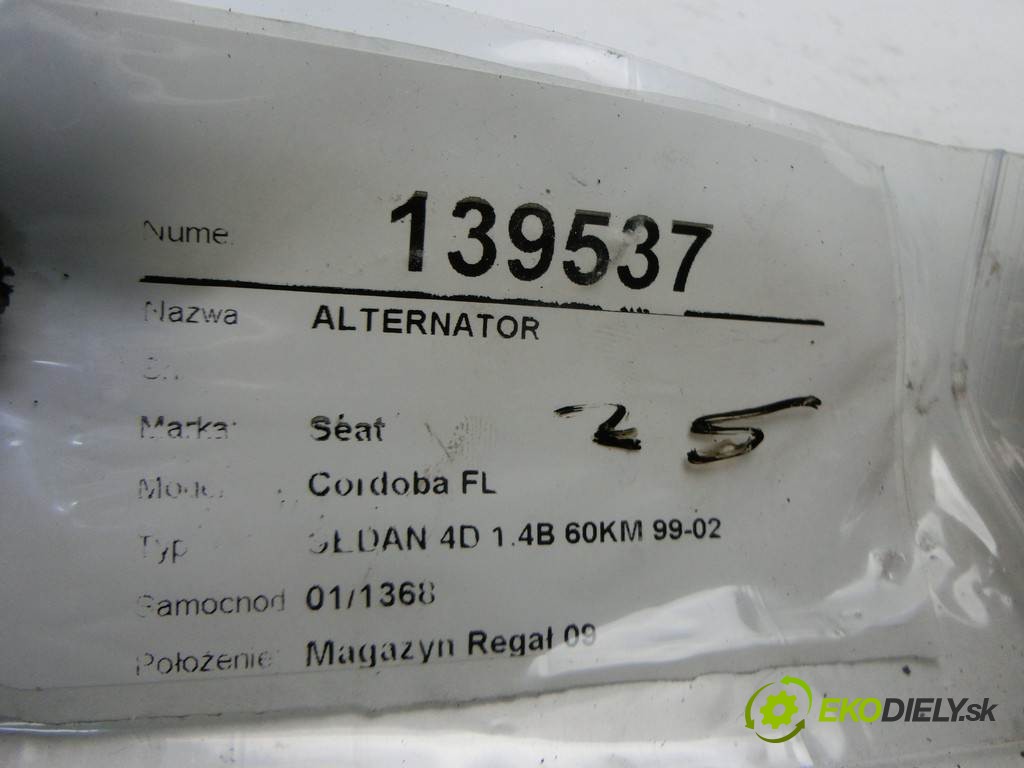 Nume 139537
Nazwa ALTERNATOR
Marka: Seat 25
Model Cordoba FL
Typ SEDAN 4D 1.4B 60KM 99-02
Samochod 01/1368
Położenie Magazyn Regał 09
EKODIELY.sk